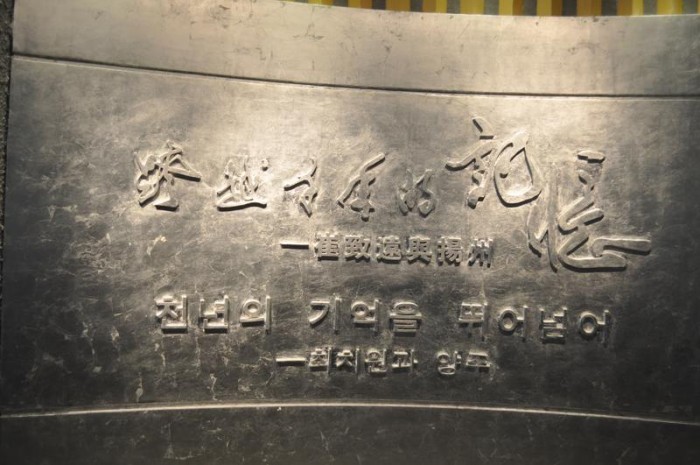 跨越千年的記憶
—崔致遠與揚州
천년의 기억을 뛰어넘어
—최치원과 양주